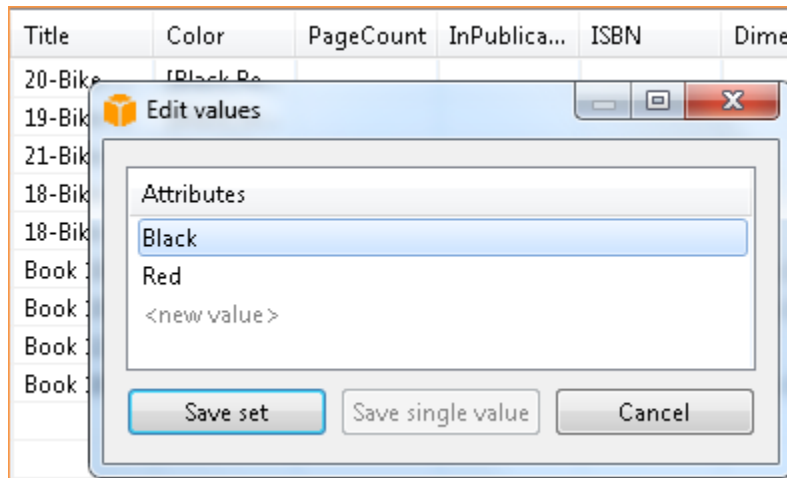 Title Color PageCount InPublica... ISBN Dime
20-Bike [Black Re
19-Bik
21-Bik
18-Bik
18-Bik
Book
Book
Book
Book
Edit values
Attributes
Black
Red
<new value>
Save set Save single value Cancel